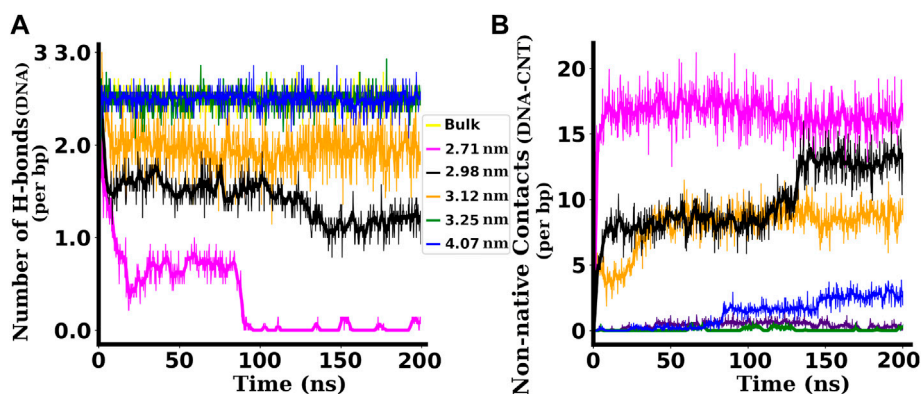 A
B
Number of H-bonds(DNA)
(per bp)
3 3.0
2.0
1.0
0.0
0
50
100
150
200
Time (ns)
Bulk
2.71 nm
2.98 nm
3.12 nm
3.25 nm
4.07 nm
Non-native Contacts (DNA-CNT)
(per bp)
20
15
10
5
0
0
50
100
150
200
Time (ns)